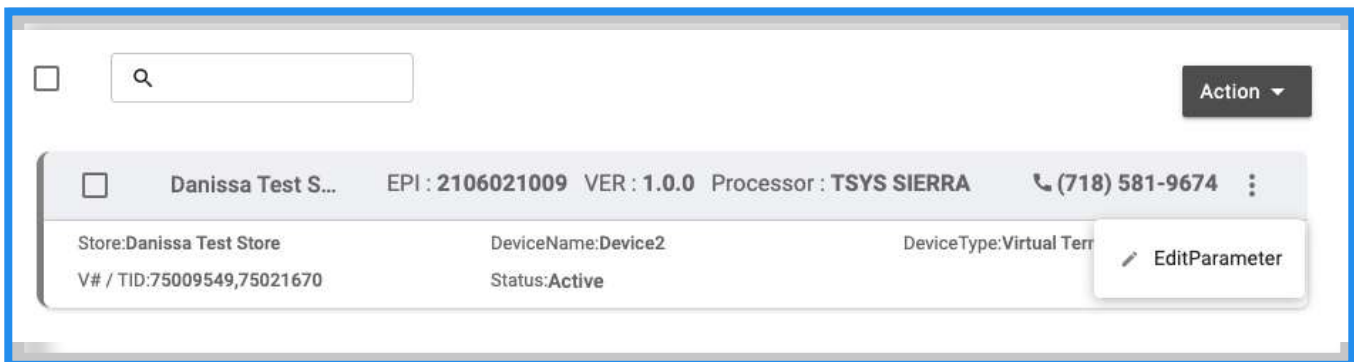 Action
Danissa Test S... EPI : 2106021009 VER : 1.0.0 Processor : TSYS SIERRA (718) 581-9674
Store:Danissa Test Store DeviceName:Device2 DeviceType:Virtual
EditParameter
V# / TID:75009549,75021670 Status:Active